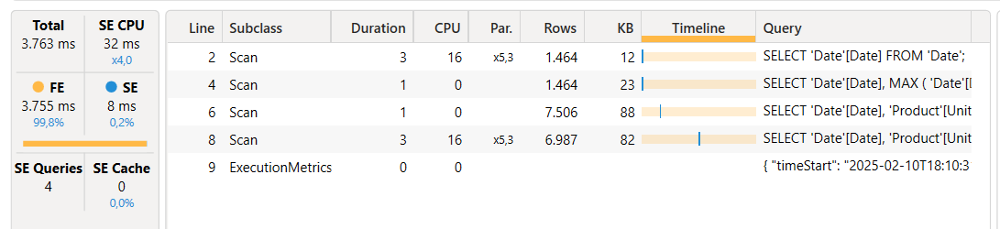 Total SE CPU
3.763 ms 32 ms
x4,0
FE SE
3.755 ms 8 ms
99,8% 0,2%
SE Queries SE Cache
4 0
0,0%
Line Subclass Duration CPU Par. Rows KB Timeline Query
2 Scan 3 16 x5,3 1.464 12 SELECT 'Date'[Date] FROM 'Date';
4 Scan 1 0 1.464 23 SELECT 'Date'[Date], MAX ( 'Date'[D
6 Scan 1 0 7.506 88 SELECT 'Date'[Date], 'Product'[Unit
8 Scan 3 16 x5,3 6.987 82 SELECT 'Date'[Date], 'Product'[Unit
9 ExecutionMetrics 0 0 { "timeStart": "2025-02-10T18:10:3